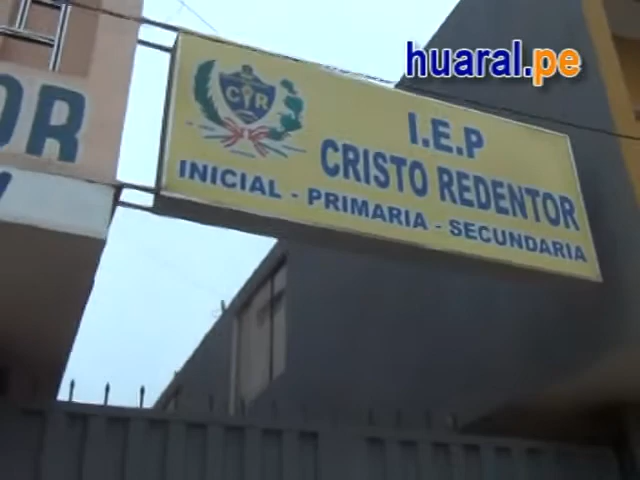 huaral.pe
OR
CR
I.E.P
CRISTO REDENTOR
INICIAL - PRIMARIA - SECUNDARIA